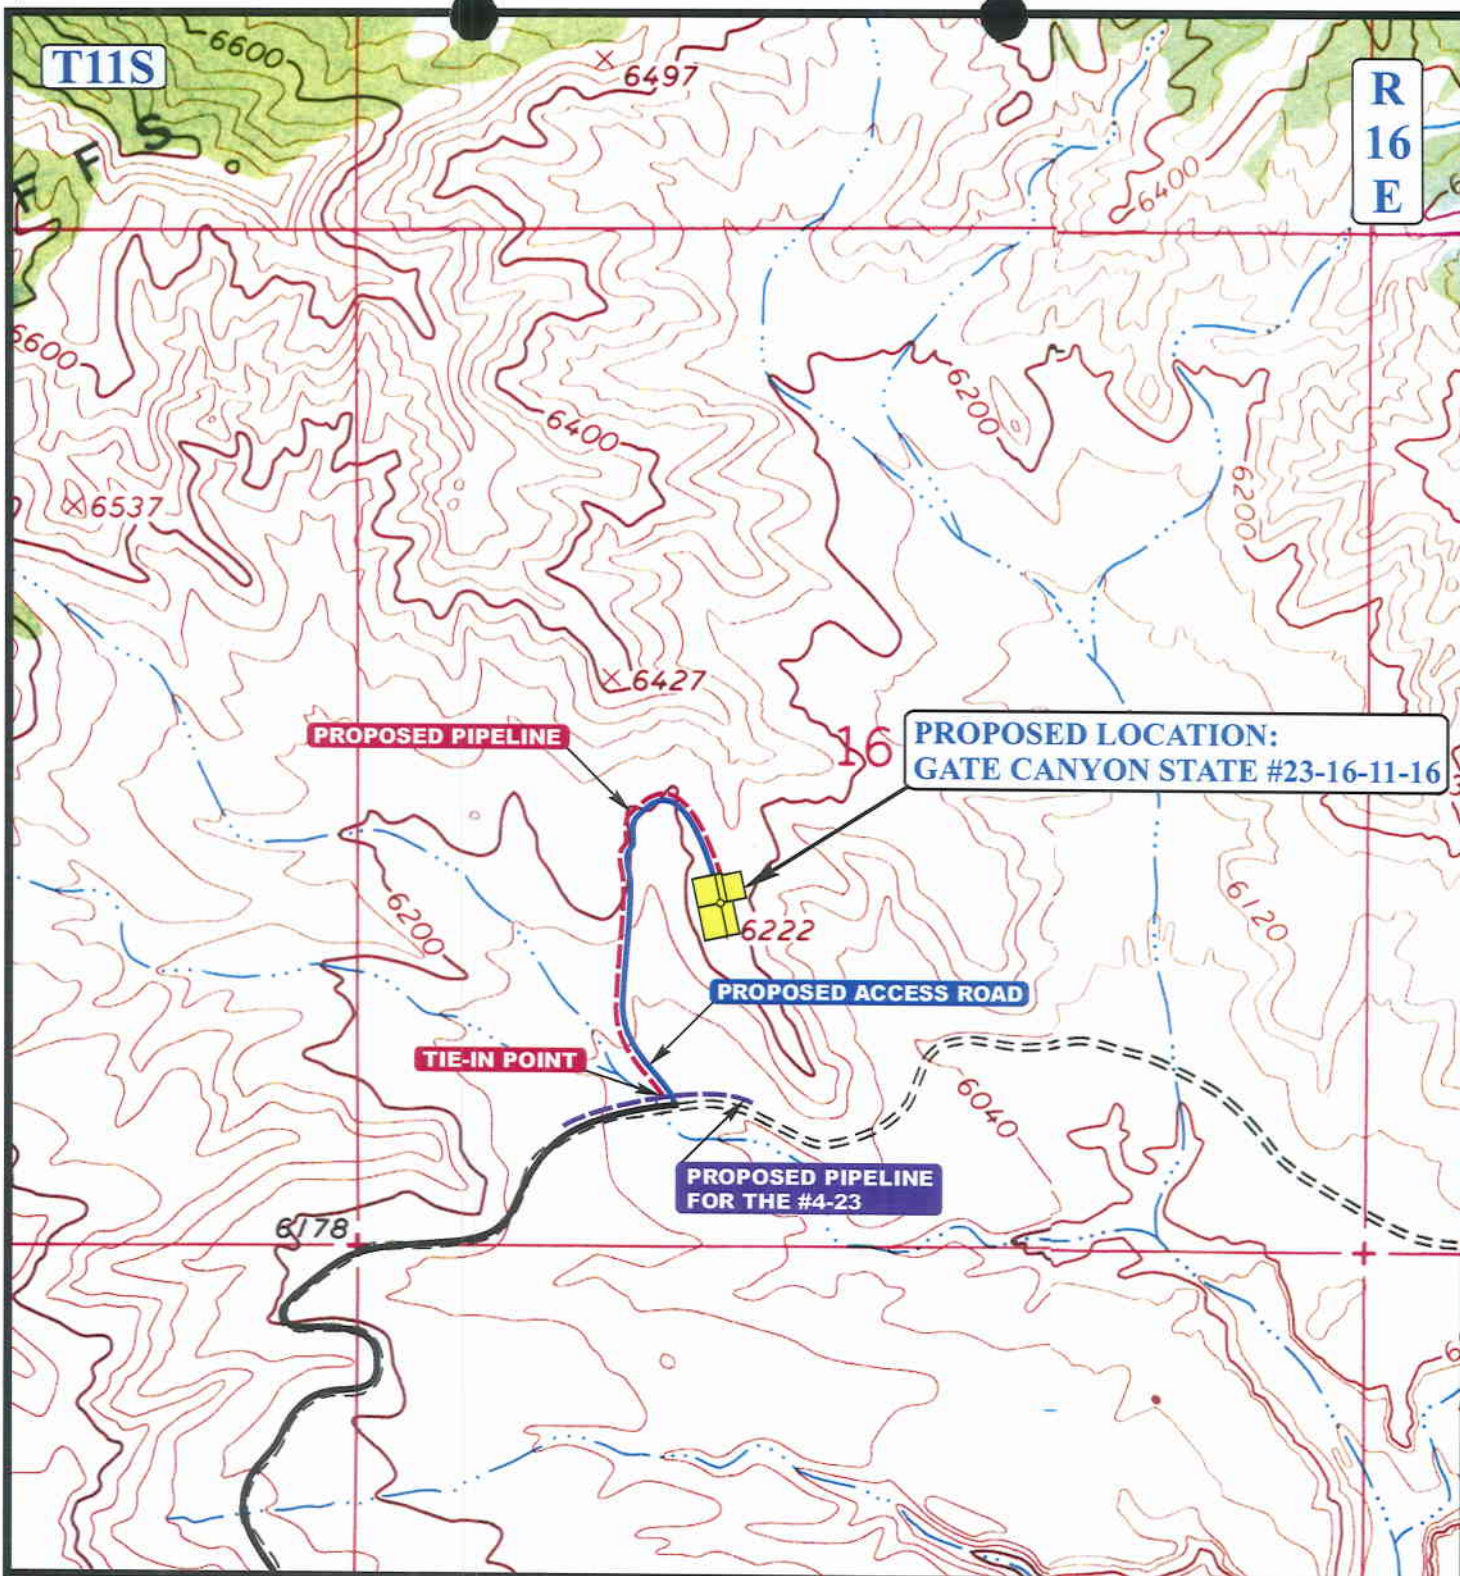 T11S
R
16
E
6600
6497
F F S
6400
6600
6200
6400
6200
6537
6427
PROPOSED PIPELINE
16
PROPOSED LOCATION:
GATE CANYON STATE #23-16-11-16
6200
6120
6222
PROPOSED ACCESS ROAD
TIE-IN POINT
6040
PROPOSED PIPELINE
FOR THE #4-23
6178